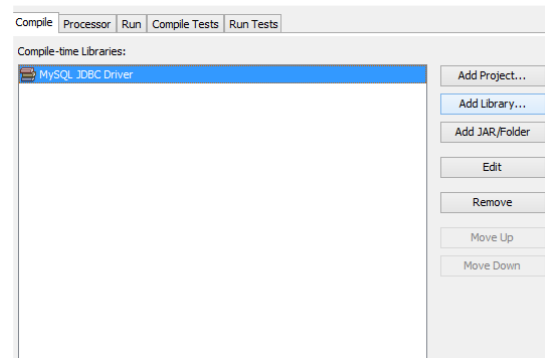 Compile Processor Run Compile Tests Run Tests
Compile-time Libraries:
MySQL JDBC Driver
Add Project...
Add Library...
Add JAR/Folder
Edit
Remove
Move Up
Move Down